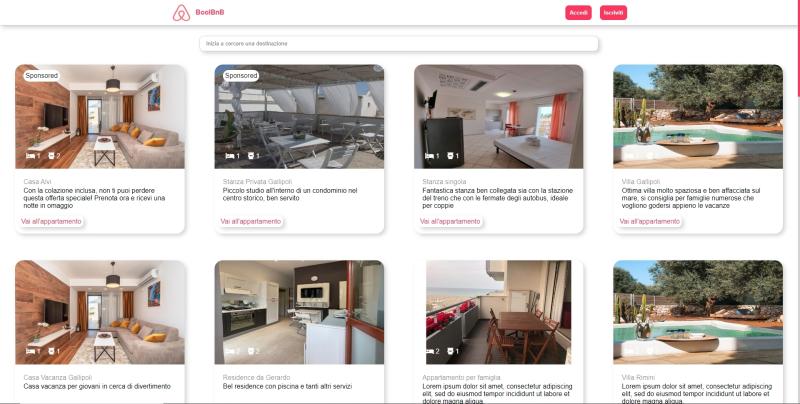 BoolBnB
Accedi
Iscriviti
Inizia a cercare una destinazione
Sponsored
1 2
Casa Alvi
Con la colazione inclusa, non ti puoi perdere
questa offerta speciale! Prenota ora e ricevi una
notte in omaggio
Vai all'appartamento
Sponsored
1 1
Stanza Privata Gallipoli
Piccolo studio all'interno di un condominio nel
centro storico, ben servito
Vai all'appartamento
1 1
Stanza singola
Fantastica stanza ben collegata sia con la stazione
del treno che con le fermate degli autobus, ideale
per coppie
Vai all'appartamento
1 1
Villa Gallipoli
Ottima villa molto spaziosa e ben affacciata sul
mare, si consiglia per famiglie numerose che
vogliono godersi appieno le vacanze
Vai all'appartamento
1 1
Casa Vacanza Gallipoli
Casa vacanza per giovani in cerca di divertimento
2 2
Residence da Gerardo
Bel residence con piscina e tanti altri servizi
2 1
Appartamento per famiglia
Lorem ipsum dolor sit amet, consectetur adipiscing
elit, sed do eiusmod tempor incididunt ut labore et
dolore magna aliqua.
1 1
Villa Rimini
Lorem ipsum dolor sit amet, consectetur adipiscing
elit, sed do eiusmod tempor incididunt ut labore et
dolore magna aliqua.